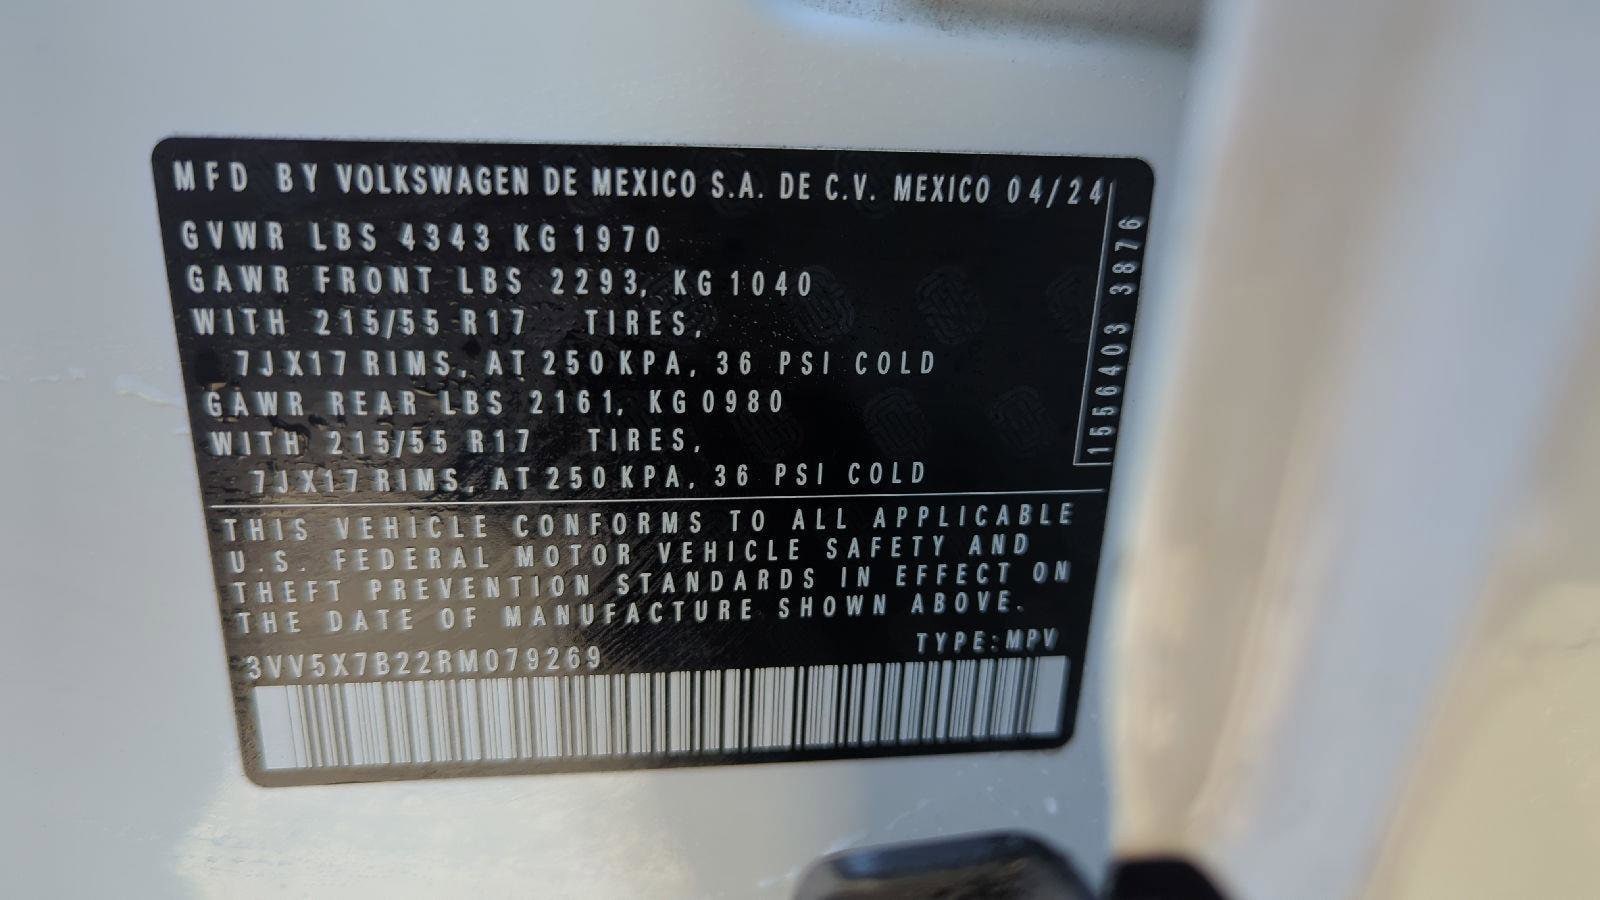 MFD BY VOLKSWAGEN DE MEXICO S.A. DE C.V. MEXICO 04/24
GVWR LBS 4343 KG 1970
GAWR FRONT LBS 2293, KG 1040
WITH 215/55 R17 TIRES,
7JX17 RIMS, AT 250 KPA, 36 PSI COLD
GAWR REAR LBS 2161, KG 0980
WITH 215/55 R17 TIRES,
7JX17 RIMS, AT 250 KPA, 36 PSI COLD
1556403 3876
THIS VEHICLE CONFORMS TO ALL APPLICABLE
U.S. FEDERAL MOTOR VEHICLE SAFETY AND
THEFT PREVENTION STANDARDS IN EFFECT ON
THE DATE OF MANUFACTURE SHOWN ABOVE.
TYPE:MPV
3VV5X7B22RM079269